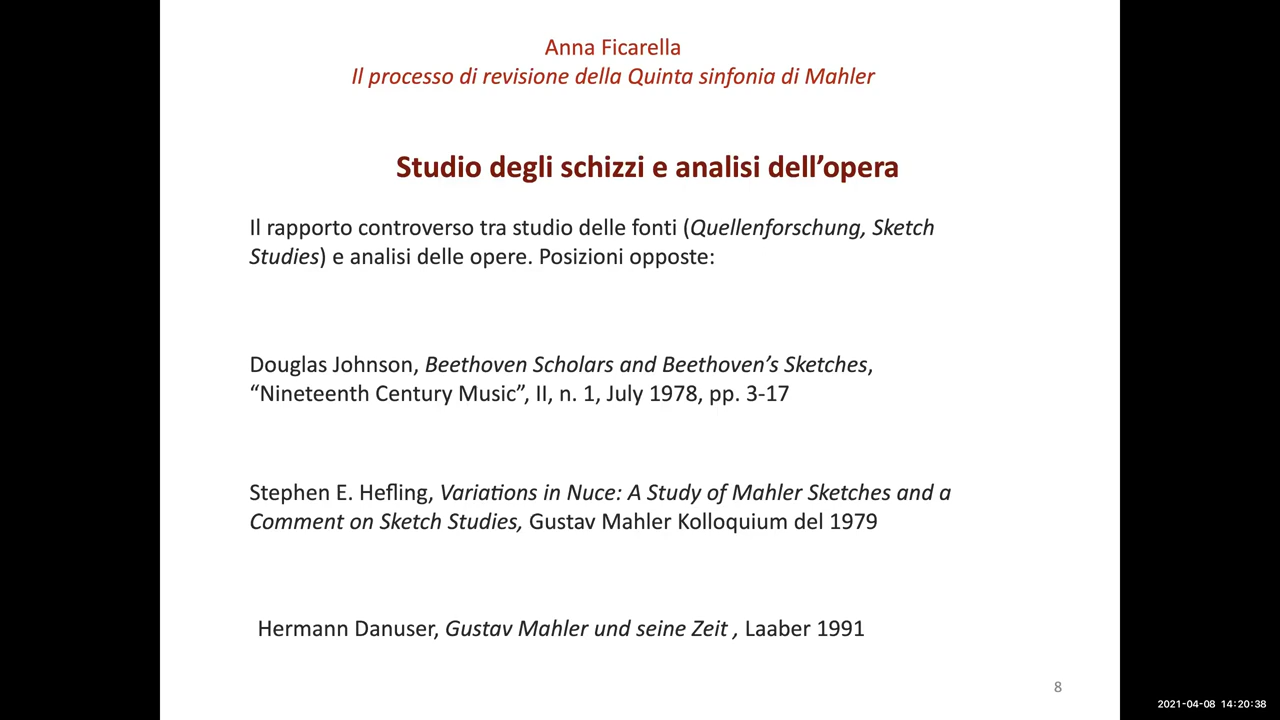 Anna Ficarella
Il processo di revisione della Quinta sinfonia di Mahler
Studio degli schizzi e analisi dell’opera
Il rapporto controverso tra studio delle fonti (Quellenforschung, Sketch
Studies) e analisi delle opere. Posizioni opposte:
Douglas Johnson, Beethoven Scholars and Beethoven’s Sketches,
“Nineteenth Century Music”, II, n. 1, July 1978, pp. 3-17
Stephen E. Hefling, Variations in Nuce: A Study of Mahler Sketches and a
Comment on Sketch Studies, Gustav Mahler Kolloquium del 1979
Hermann Danuser, Gustav Mahler und seine Zeit , Laaber 1991
8
2021-04-08 14:20:38